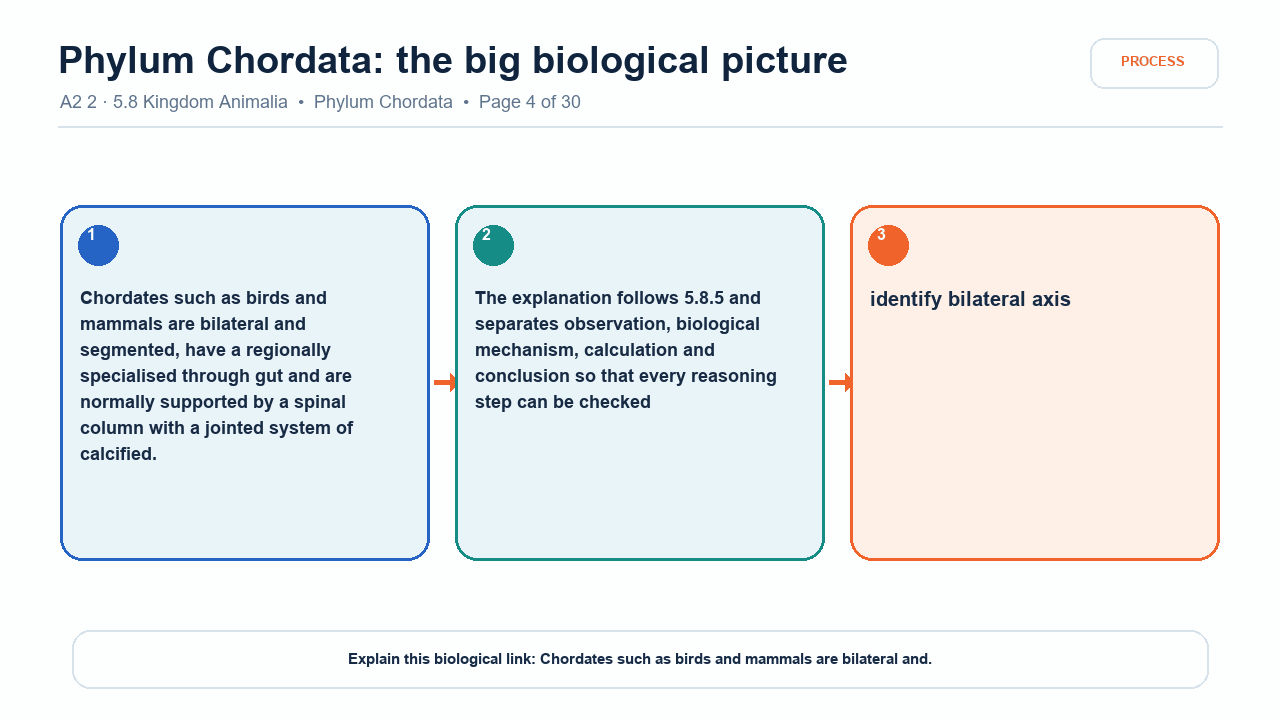 Phylum Chordata: the big biological picture
PROCESS
A2 2 · 5.8 Kingdom Animalia • Phylum Chordata • Page 4 of 30
1
Chordates such as birds and
mammals are bilateral and
segmented, have a regionally
specialised through gut and are
normally supported by a spinal
column with a jointed system of
calcified.
2
The explanation follows 5.8.5 and
separates observation, biological
mechanism, calculation and
conclusion so that every reasoning
step can be checked
3
identify bilateral axis
Explain this biological link: Chordates such as birds and mammals are bilateral and.